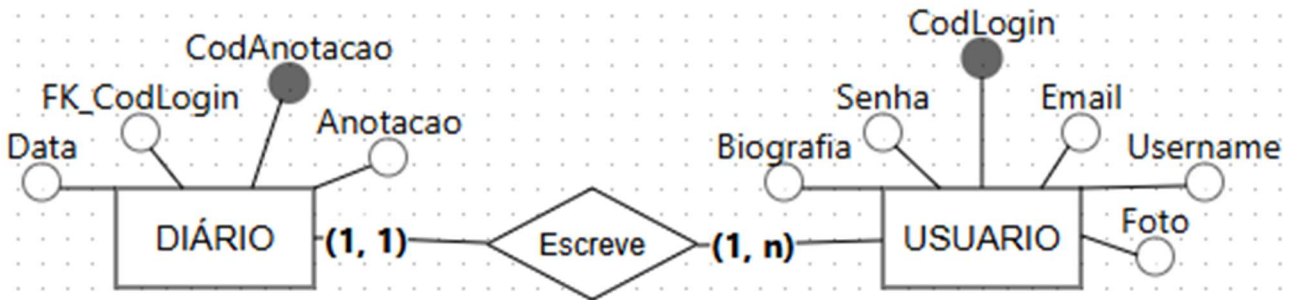 CodLogin
CodAnotacao
FK_CodLogin
Senha
Email
Anotacao
Data
Biografia
Username
Foto
DIÁRIO
(1, 1)
Escreve
(1, n)
USUARIO